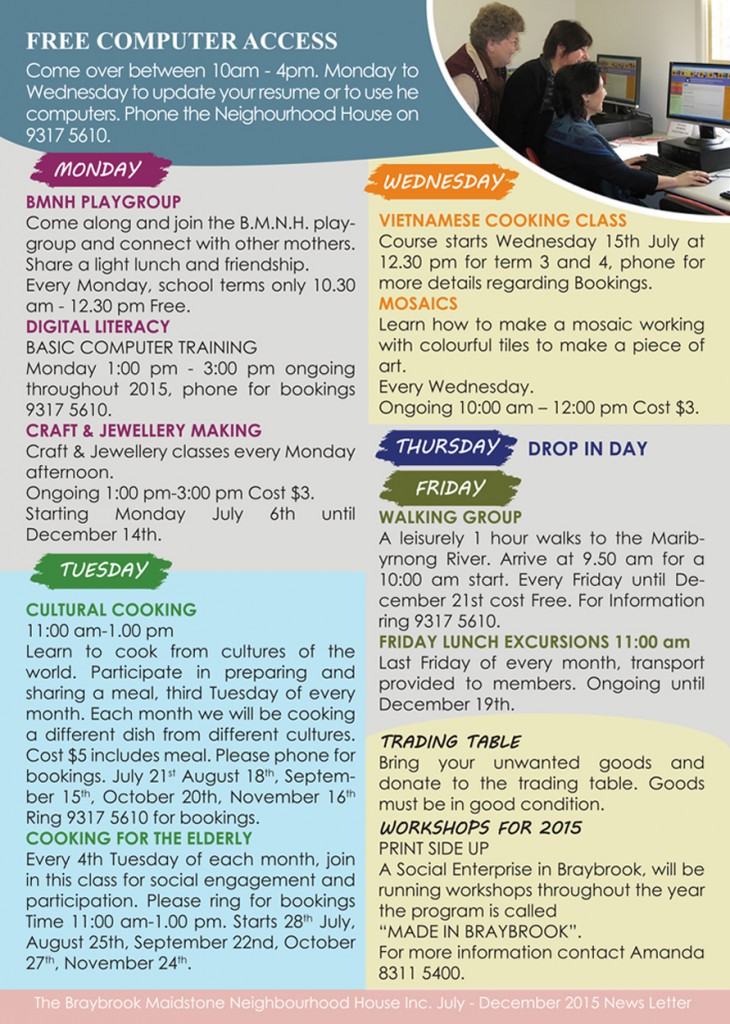 FREE COMPUTER ACCESS
Come over between 10am - 4pm. Monday to
Wednesday to update your resume or to use he
computers. Phone the Neighourhood House on
9317 5610.
MONDAY
BMNH PLAYGROUP
Come along and join the B.M.N.H. play-
group and connect with other mothers.
Share a light lunch and friendship.
Every Monday, school terms only 10.30
am - 12.30 pm Free.
DIGITAL LITERACY
BASIC COMPUTER TRAINING
Monday 1:00 pm - 3:00 pm ongoing
throughout 2015, phone for bookings
9317 5610.
CRAFT & JEWELLERY MAKING
Craft & Jewellery classes every Monday
afternoon.
Ongoing 1:00 pm-3:00 pm Cost $3.
Starting Monday July 6th until
December 14th.
TUESDAY
CULTURAL COOKING
11:00 am-1.00 pm
Learn to cook from cultures of the
world. Participate in preparing and
sharing a meal, third Tuesday of every
month. Each month we will be cooking
a different dish from different cultures.
Cost $5 includes meal. Please phone for
bookings. July 21st August 18th, Septem-
ber 15th, October 20th, November 16th
Ring 9317 5610 for bookings.
COOKING FOR THE ELDERLY
Every 4th Tuesday of each month, join
in this class for social engagement and
participation. Please ring for bookings
Time 11:00 am-1.00 pm. Starts 28th July,
August 25th, September 22nd, October
27th, November 24th.
WEDNESDAY
VIETNAMESE COOKING CLASS
Course starts Wednesday 15th July at
12.30 pm for term 3 and 4, phone for
more details regarding Bookings.
MOSAICS
Learn how to make a mosaic working
with colourful tiles to make a piece of
art.
Every Wednesday.
Ongoing 10:00 am – 12:00 pm Cost $3.
THURSDAY DROP IN DAY
FRIDAY
WALKING GROUP
A leisurely 1 hour walks to the Marib-
yrnong River. Arrive at 9.50 am for a
10:00 am start. Every Friday until De-
cember 21st cost Free. For Information
ring 9317 5610.
FRIDAY LUNCH EXCURSIONS 11:00 am
Last Friday of every month, transport
provided to members. Ongoing until
December 19th.
TRADING TABLE
Bring your unwanted goods and
donate to the trading table. Goods
must be in good condition.
WORKSHOPS FOR 2015
PRINT SIDE UP
A Social Enterprise in Braybrook, will be
running workshops throughout the year
the program is called
“MADE IN BRAYBROOK”.
For more information contact Amanda
8311 5400.
The Braybrook Maidstone Neighbourhood House Inc. July - December 2015 News Letter